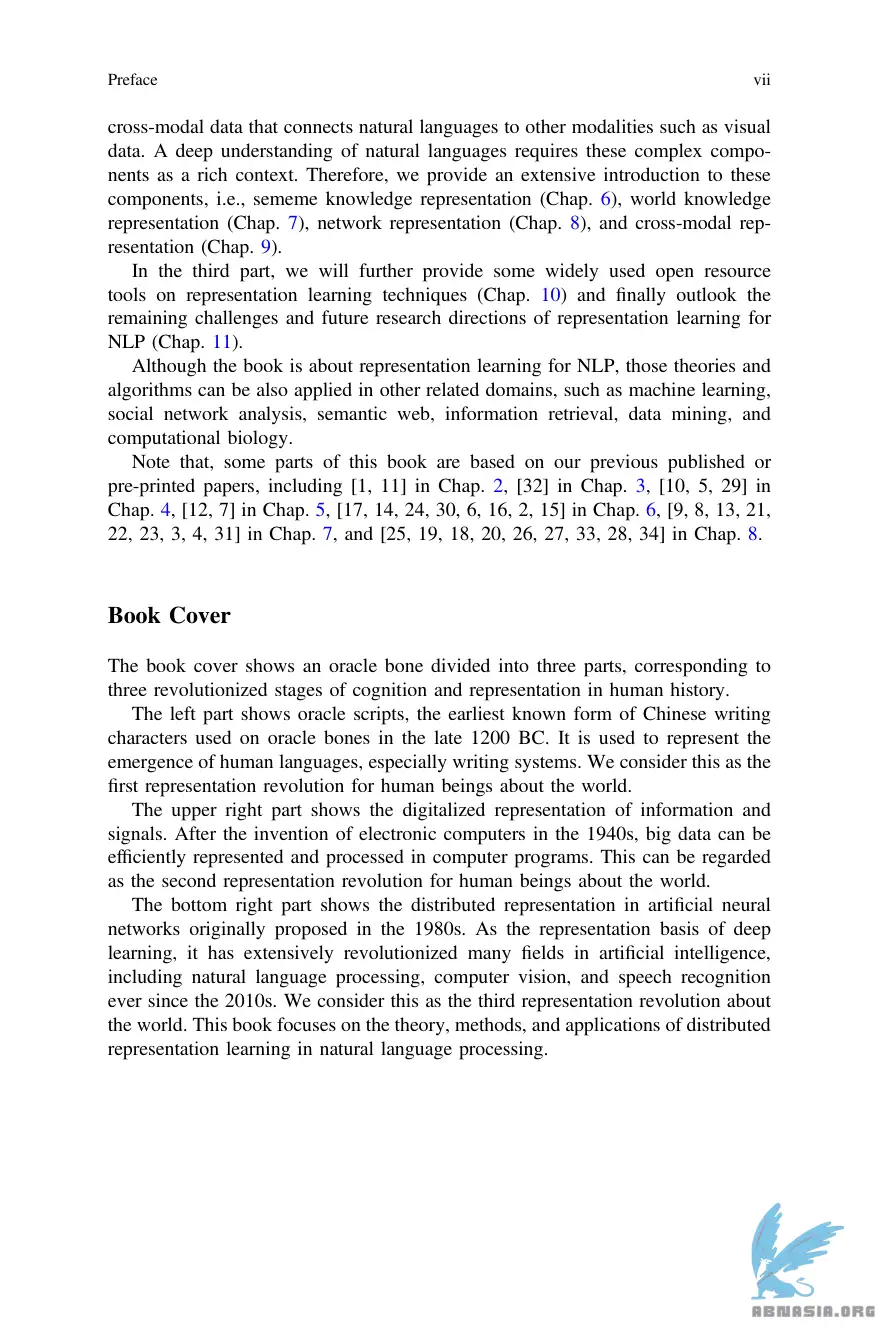 Preface vii
cross-modal data that connects natural languages to other modalities such as visual
data. A deep understanding of natural languages requires these complex compo-
nents as a rich context. Therefore, we provide an extensive introduction to these
components, i.e., sememe knowledge representation (Chap. 6), world knowledge
representation (Chap. 7), network representation (Chap. 8), and cross-modal rep-
resentation (Chap. 9).
In the third part, we will further provide some widely used open resource
tools on representation learning techniques (Chap. 10) and finally outlook the
remaining challenges and future research directions of representation learning for
NLP (Chap. 11).
Although the book is about representation learning for NLP, those theories and
algorithms can be also applied in other related domains, such as machine learning,
social network analysis, semantic web, information retrieval, data mining, and
computational biology.
Note that, some parts of this book are based on our previous published or
pre-printed papers, including [1, 11] in Chap. 2, [32] in Chap. 3, [10, 5, 29] in
Chap. 4, [12, 7] in Chap. 5, [17, 14, 24, 30, 6, 16, 2, 15] in Chap. 6, [9, 8, 13, 21,
22, 23, 3, 4, 31] in Chap. 7, and [25, 19, 18, 20, 26, 27, 33, 28, 34] in Chap. 8.
Book Cover
The book cover shows an oracle bone divided into three parts, corresponding to
three revolutionized stages of cognition and representation in human history.
The left part shows oracle scripts, the earliest known form of Chinese writing
characters used on oracle bones in the late 1200 BC. It is used to represent the
emergence of human languages, especially writing systems. We consider this as the
first representation revolution for human beings about the world.
The upper right part shows the digitalized representation of information and
signals. After the invention of electronic computers in the 1940s, big data can be
efficiently represented and processed in computer programs. This can be regarded
as the second representation revolution for human beings about the world.
The bottom right part shows the distributed representation in artificial neural
networks originally proposed in the 1980s. As the representation basis of deep
learning, it has extensively revolutionized many fields in artificial intelligence,
including natural language processing, computer vision, and speech recognition
ever since the 2010s. We consider this as the third representation revolution about
the world. This book focuses on the theory, methods, and applications of distributed
representation learning in natural language processing.
ABNASIA.ORG